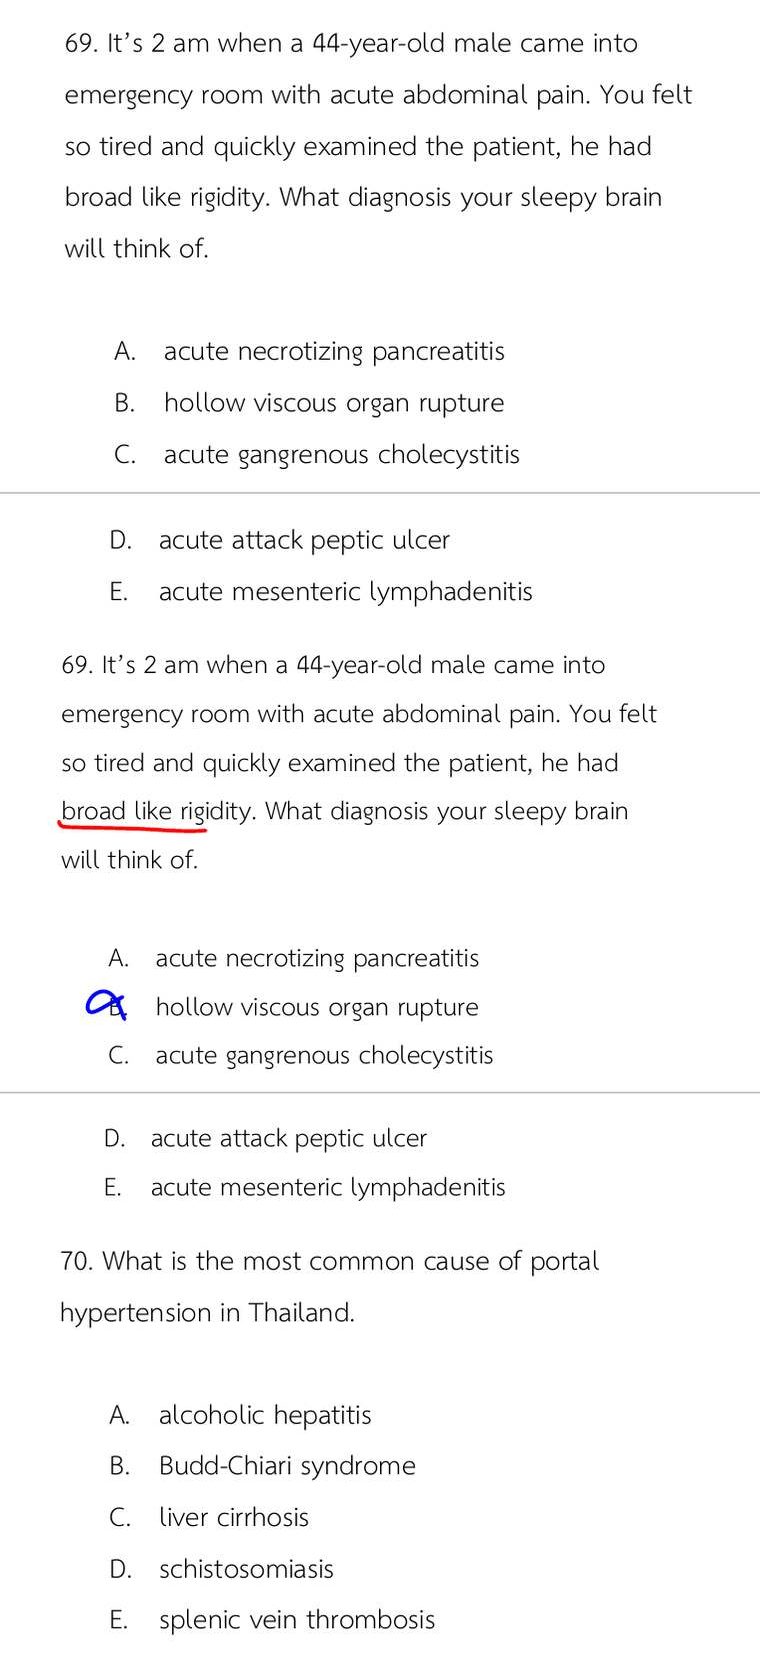 69. It's 2 am when a 44-year-old male came into
emergency room with acute abdominal pain. You felt
so tired and quickly examined the patient, he had
broad like rigidity. What diagnosis your sleepy brain
will think of.
A. acute necrotizing pancreatitis
B. hollow viscous organ rupture
C. acute gangrenous cholecystitis
D. acute attack peptic ulcer
E. acute mesenteric lymphadenitis
69. It's 2 am when a 44-year-old male came into
emergency room with acute abdominal pain. You felt
so tired and quickly examined the patient, he had
broad like rigidity. What diagnosis your sleepy brain
will think of.
A. acute necrotizing pancreatitis
B. hollow viscous organ rupture
C. acute gangrenous cholecystitis
D. acute attack peptic ulcer
E. acute mesenteric lymphadenitis
70. What is the most common cause of portal
hypertension in Thailand.
A. alcoholic hepatitis
B. Budd-Chiari syndrome
C. liver cirrhosis
D. schistosomiasis
E. splenic vein thrombosis